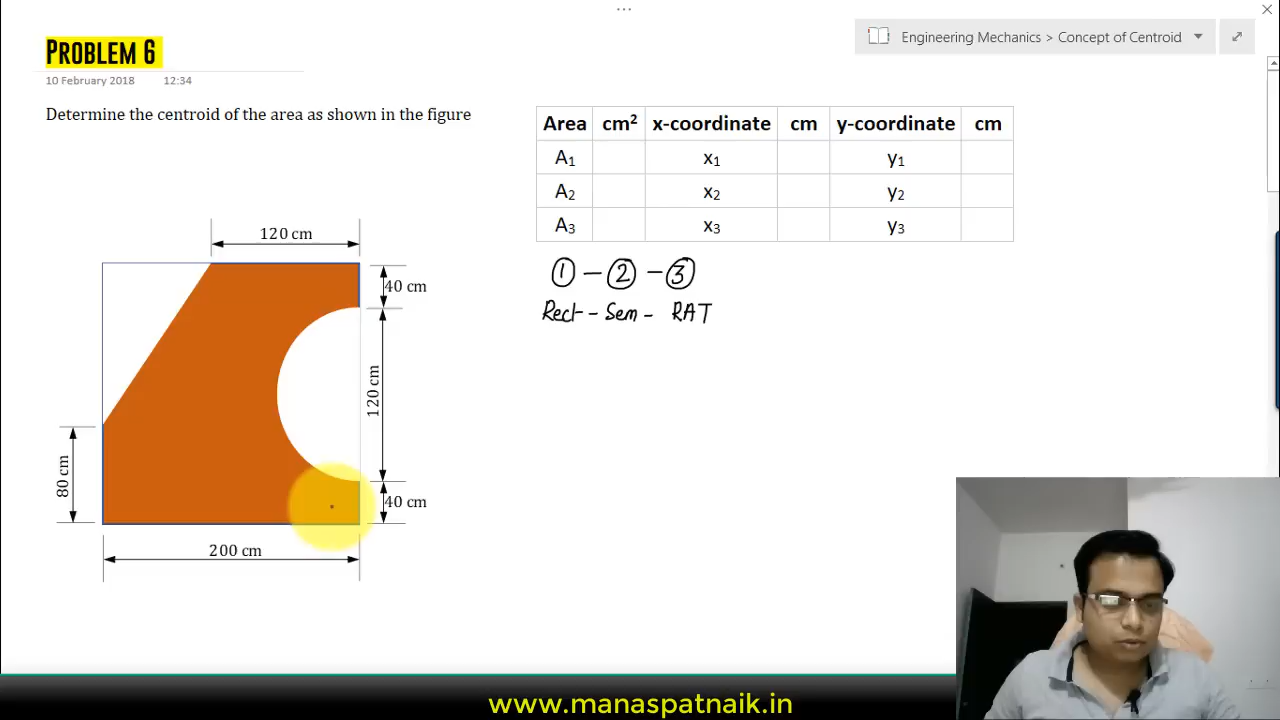 PROBLEM 6
10 February 2018 12:34
Engineering Mechanics > Concept of Centroid
Determine the centroid of the area as shown in the figure
Area cm² x-coordinate cm y-coordinate cm
A₁ x₁ y₁
A₂ x₂ y₂
A₃ x₃ y₃
① – ② – ③
Rect – Sem – RAT
120 cm
40 cm
120 cm
80 cm
40 cm
200 cm
www.manaspatnaik.in